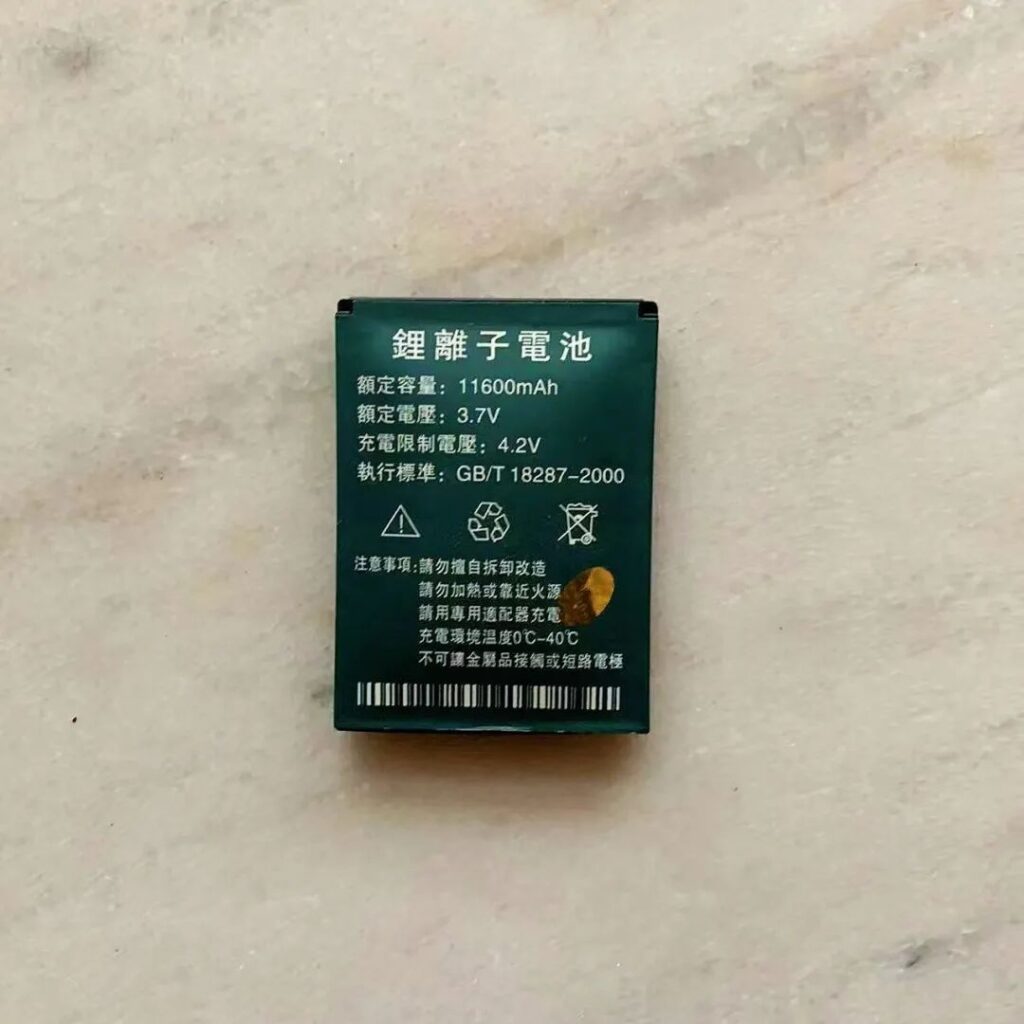 鋰離子電池
額定容量：11600mAh
額定電壓：3.7V
充電限制電壓：4.2V
執行標準：GB/T 18287-2000
注意事項：請勿擅自拆卸改造
請勿加熱或靠近火源
請用專用適配器充電
充電環境溫度0℃-40℃
不可讓金屬品接觸或短路電極